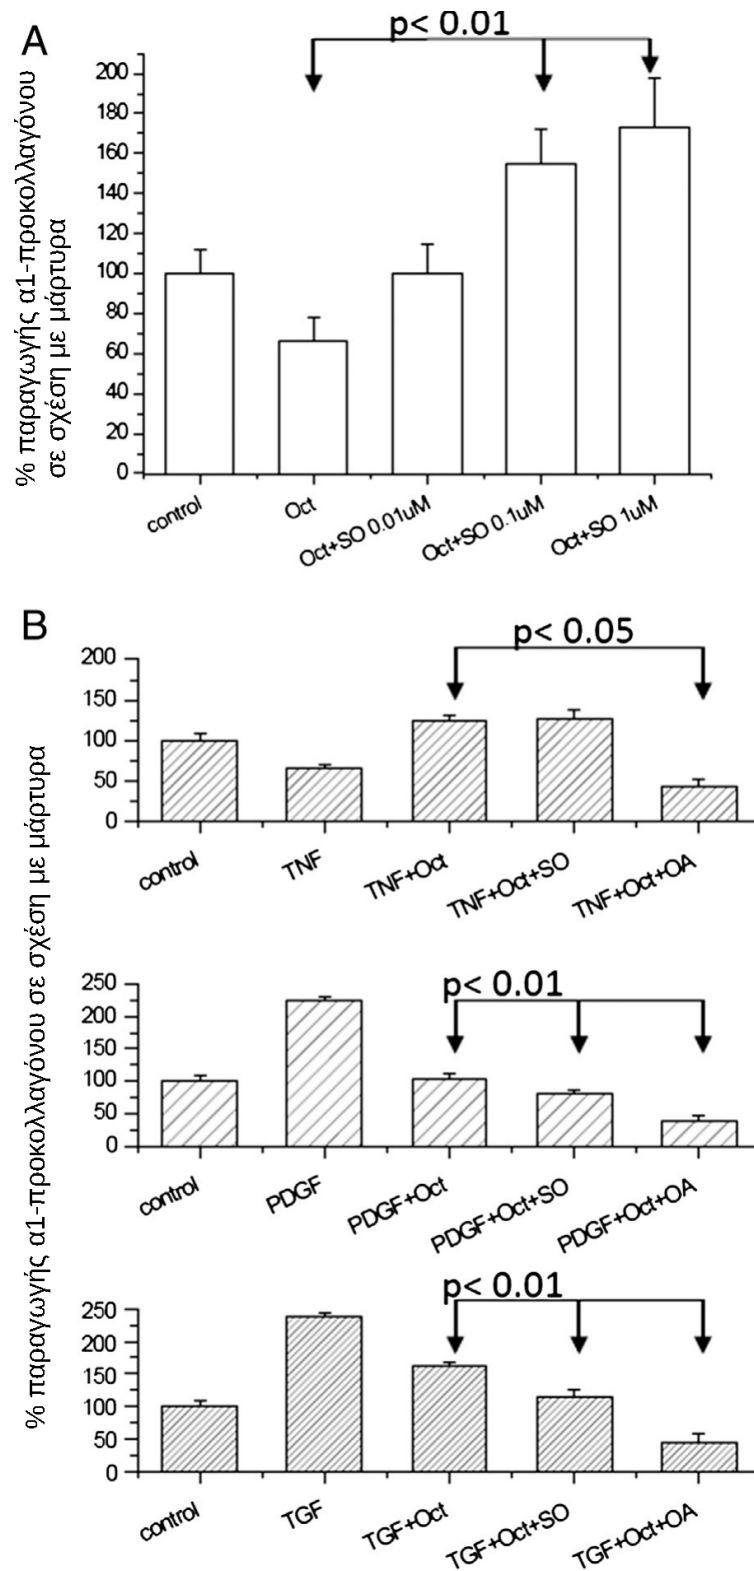 A
p< 0.01
% παραγωγής α1-προκολλαγόνου
σε σχέση με μάρτυρα
200
180
160
140
120
100
80
60
40
20
0
control
Oct
Oct+SO 0.01uM
Oct+SO 0.1uM
Oct+SO 1uM
B
% παραγωγής α1-προκολλαγόνου σε σχέση με μάρτυρα
p< 0.05
200
150
100
50
0
control
TNF
TNF+Oct
TNF+Oct+SO
TNF+Oct+OA
p< 0.01
250
200
150
100
50
0
control
PDGF
PDGF+Oct
PDGF+Oct+SO
PDGF+Oct+OA
p< 0.01
250
200
150
100
50
0
control
TGF
TGF+Oct
TGF+Oct+SO
TGF+Oct+OA